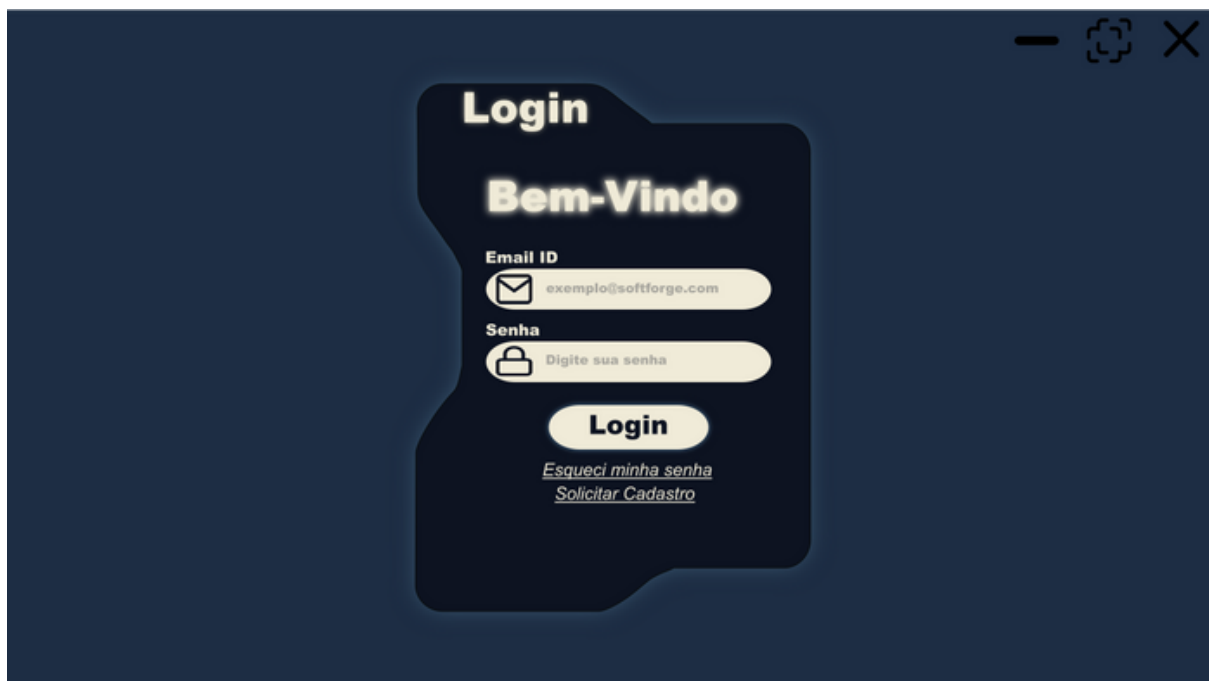 Login
Bem-Vindo
Email ID
exemplo@softforge.com
Senha
Digite sua senha
Login
Esqueci minha senha
Solicitar Cadastro